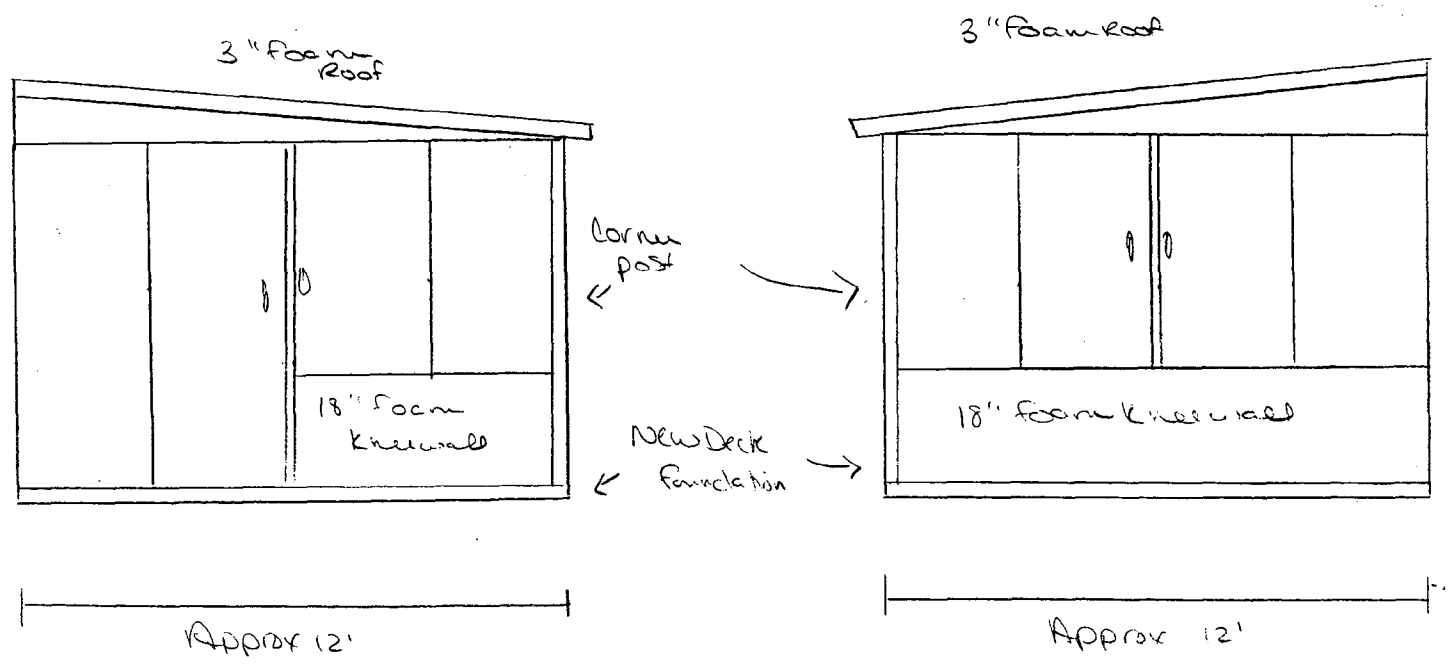 3" Foam
Roof
3" Foam Roof
Corner
post
18" Foam
Kneewall
18" Foam Kneewall
New Deck
Foundation
Approx 12'
Approx 12'